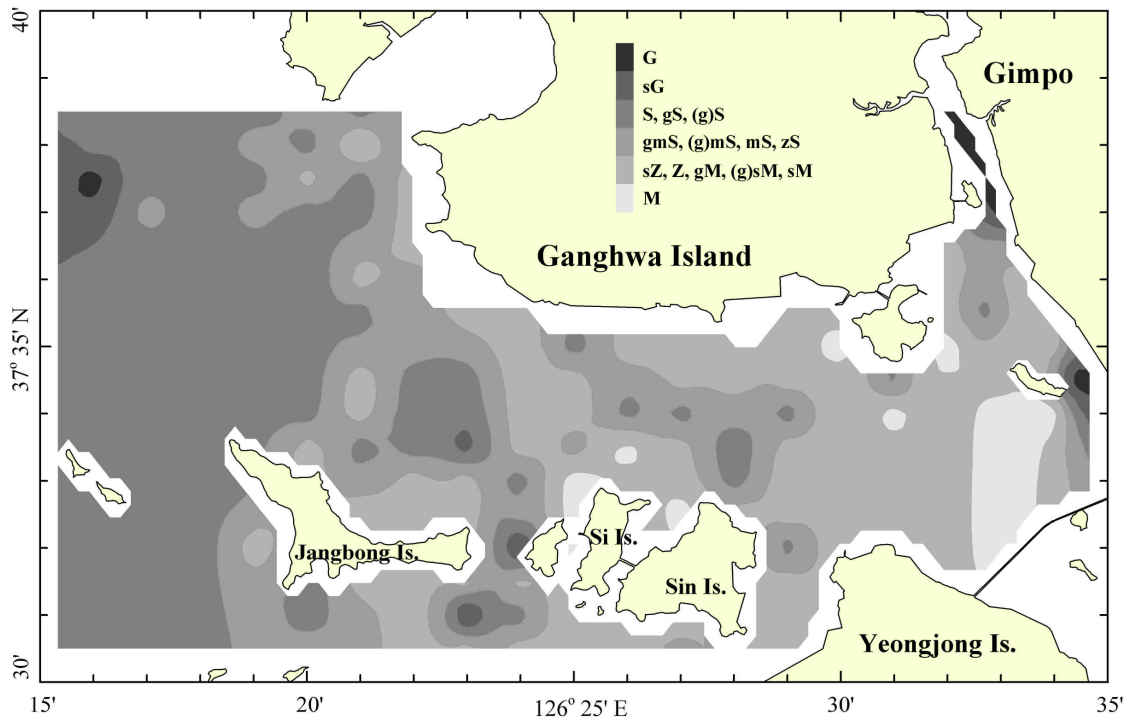 40'
Gimpo
G
sG
S, gS, (g)S
gmS, (g)mS, mS, zS
sZ, Z, gM, (g)sM, sM
M
Ganghwa Island
37° 35' N
Si Is.
Jangbong Is.
Sin Is.
Yeongjong Is.
30'
15'
20'
126° 25' E
30'
35'